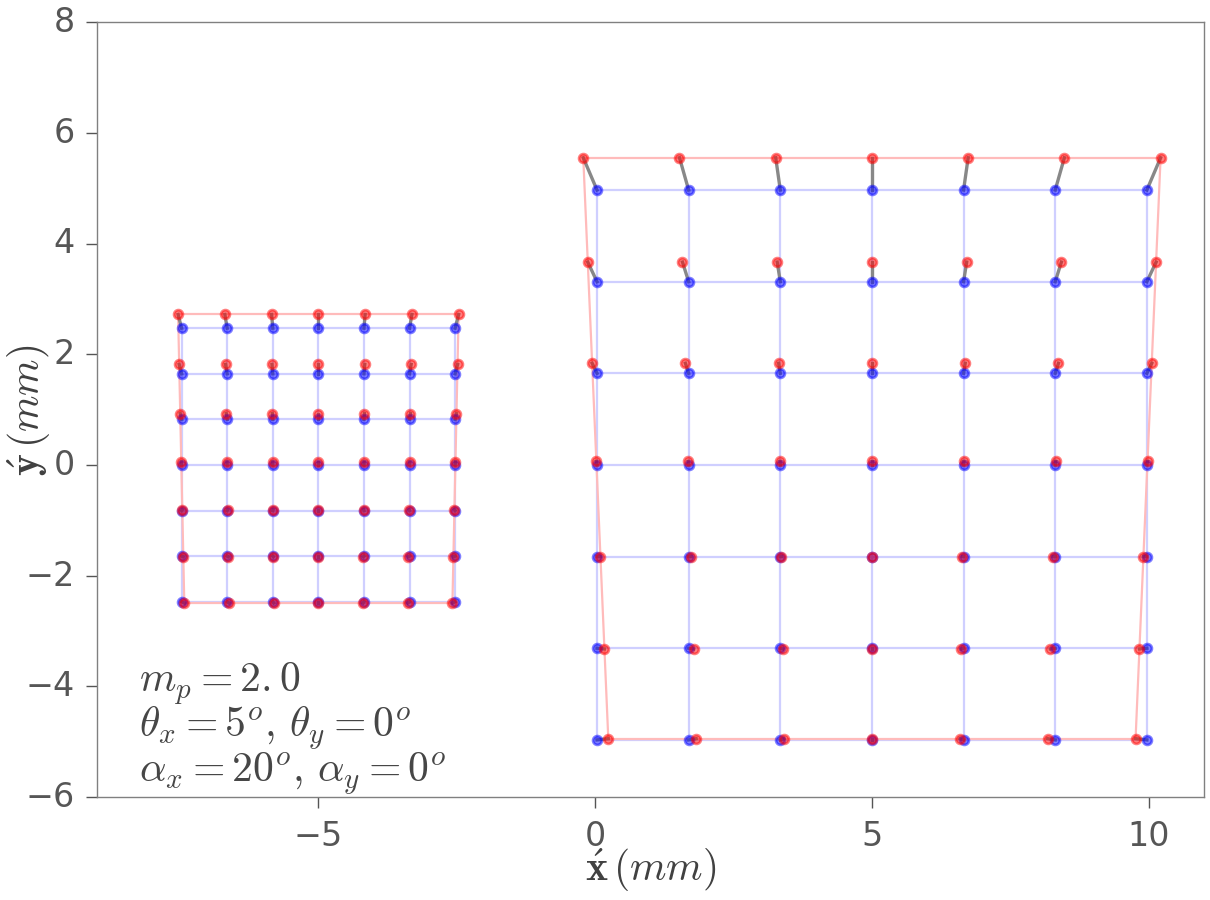 8
6
4
2
0
−2
−4
−6
ý (mm)
m_p = 2.0
θ_x = 5^o, θ_y = 0^o
α_x = 20^o, α_y = 0^o
−5 0 5 10
x́ (mm)